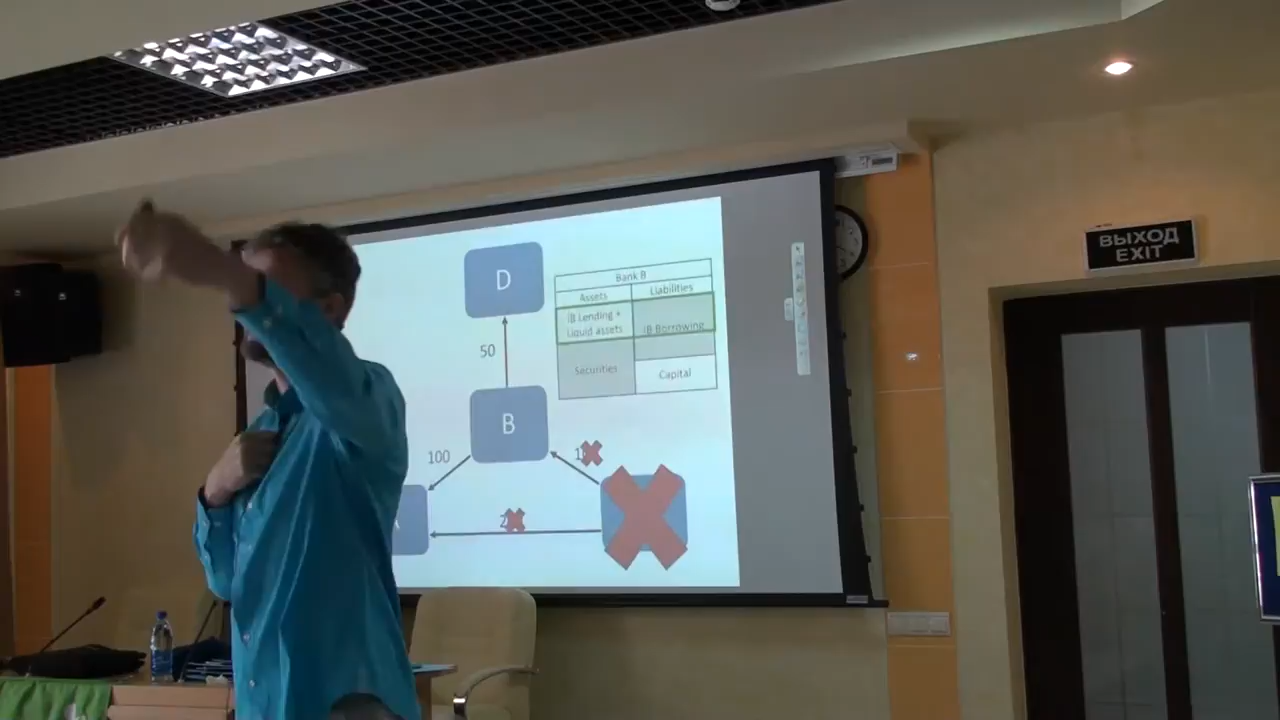 D
50
B
100
Bank B
Assets Liabilities
IB Lending +
Liquid assets
IB Borrowing
Securities
Capital
ВЫХОД
EXIT